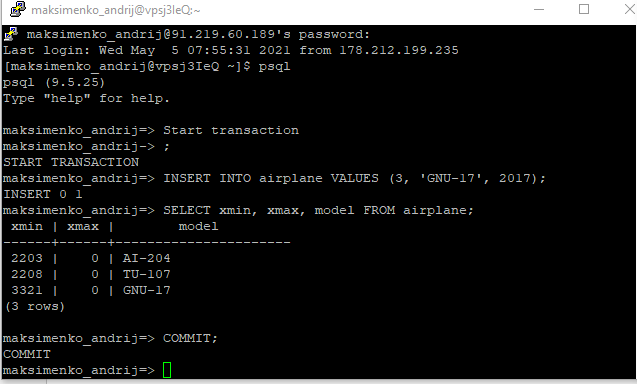 maksimenko_andrij@vpsj3leQ:~
maksimenko_andrij@91.219.60.189's password:
Last login: Wed May  5 07:55:31 2021 from 178.212.199.235
[maksimenko_andrij@vpsj3IeQ ~]$ psql
psql (9.5.25)
Type "help" for help.
maksimenko_andrij=> Start transaction
maksimenko_andrij-> ;
START TRANSACTION
maksimenko_andrij=> INSERT INTO airplane VALUES (3, 'GNU-17', 2017);
INSERT 0 1
maksimenko_andrij=> SELECT xmin, xmax, model FROM airplane;
 xmin | xmax |        model
------+------+----------------------
 2203 |    0 | AI-204
 2208 |    0 | TU-107
 3321 |    0 | GNU-17
(3 rows)
maksimenko_andrij=> COMMIT;
COMMIT
maksimenko_andrij=>